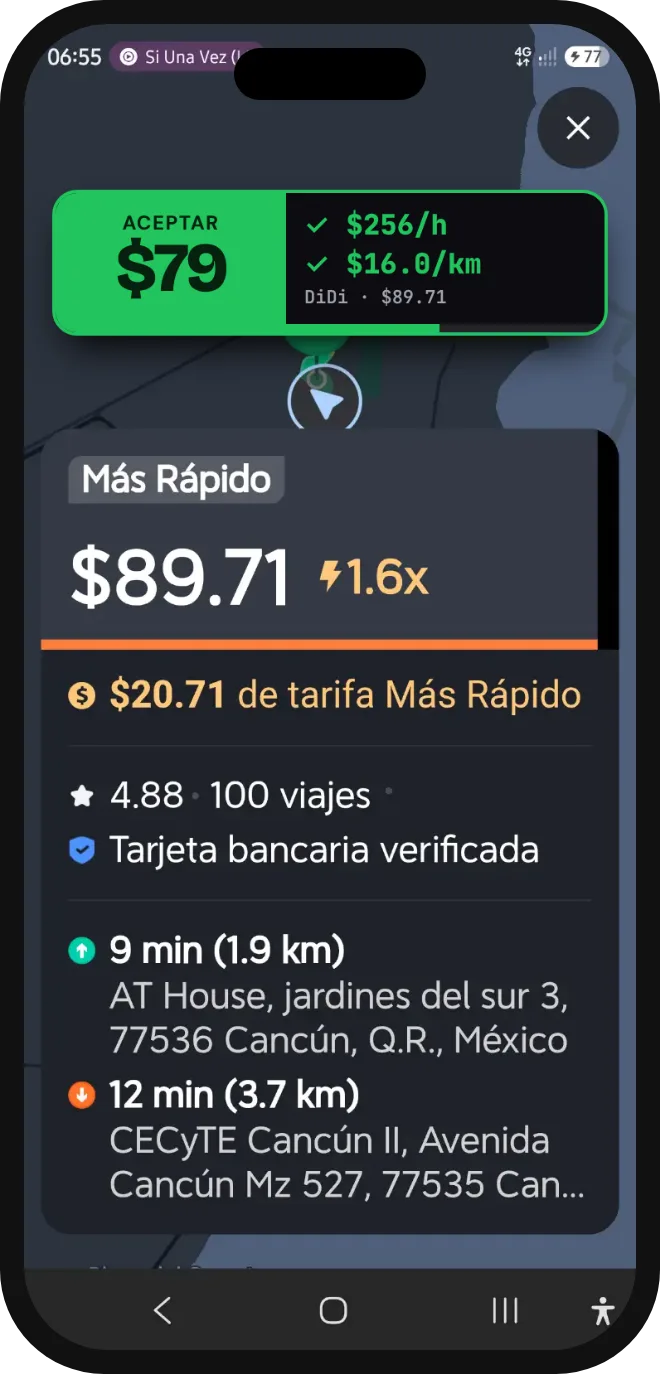 06:55 Si Una Vez (
4G 77
ACEPTAR
$79
$256/h
$16.0/km
DiDi · $89.71
Más Rápido
$89.71 1.6x
$20.71 de tarifa Más Rápido
4.88 · 100 viajes
Tarjeta bancaria verificada
9 min (1.9 km)
AT House, jardines del sur 3,
77536 Cancún, Q.R., México
12 min (3.7 km)
CECyTE Cancún II, Avenida
Cancún Mz 527, 77535 Can...